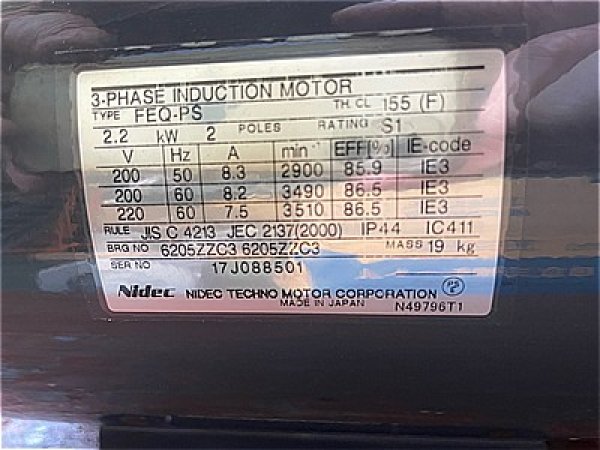 3-PHASE INDUCTION MOTOR
TYPE FEQ-PS TH. CL 155 (F)
2.2 kW 2 POLES RATING S1
V Hz A min⁻¹ EFF[%] IE-code
200 50 8.3 2900 85.9 IE3
200 60 8.2 3490 86.5 IE3
220 60 7.5 3510 86.5 IE3
RULE JIS C 4213 JEC 2137(2000) IP44 IC411
BRG NO 6205ZZC3 6205ZZC3 MASS 19 kg
SER NO 17J088501
Nidec NIDEC TECHNO MOTOR CORPORATION
MADE IN JAPAN N49796T1